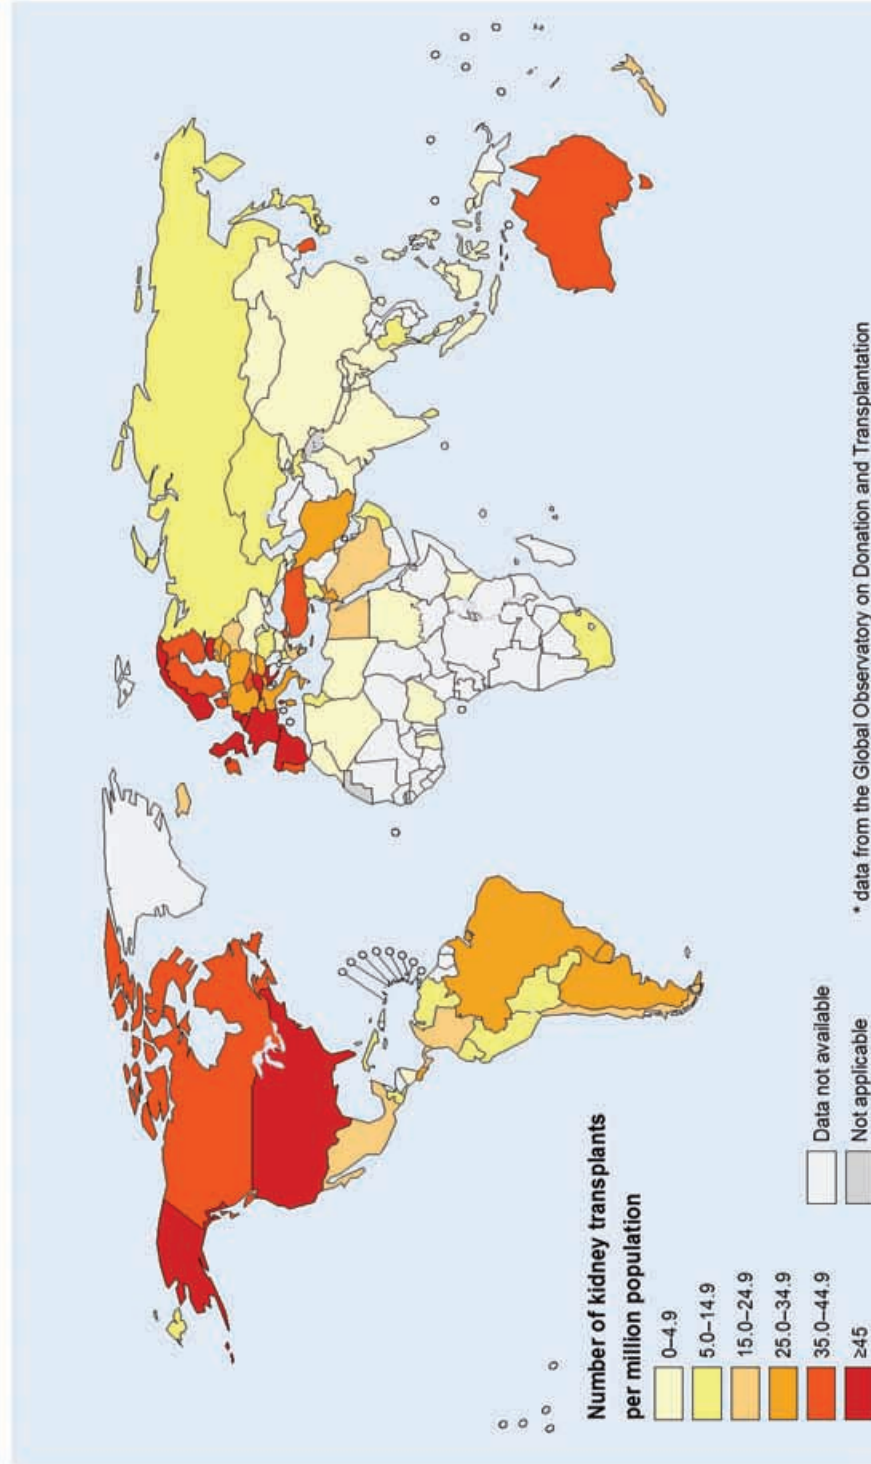 Number of kidney transplants
per million population
0–4.9
5.0–14.9
15.0–24.9
25.0–34.9
35.0–44.9
≥45
Data not available
Not applicable
* data from the Global Observatory on Donation and Transplantation